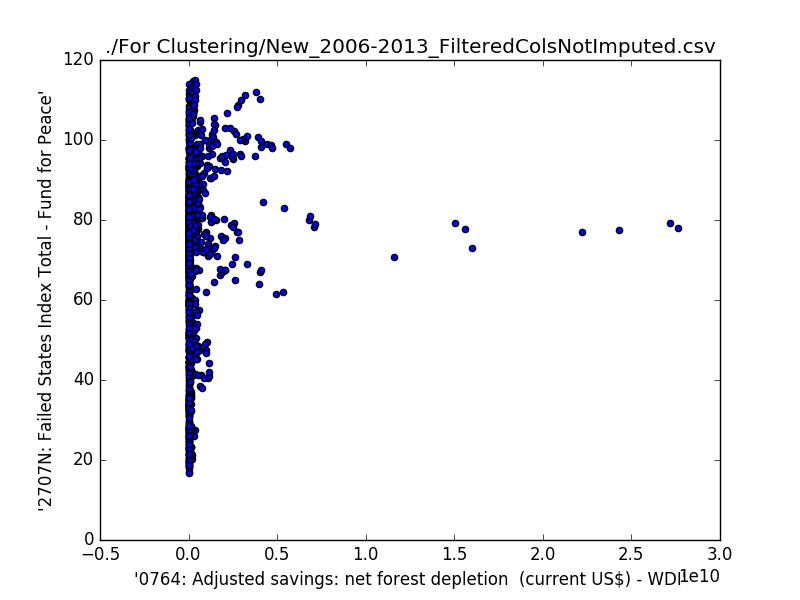 ./For Clustering/New_2006-2013_FilteredColsNotImputed.csv
120
100
80
60
40
20
0
'2707N: Failed States Index Total - Fund for Peace'
−0.5 0.0 0.5 1.0 1.5 2.0 2.5 3.0
1e10
'0764: Adjusted savings: net forest depletion (current US$) - WDI'